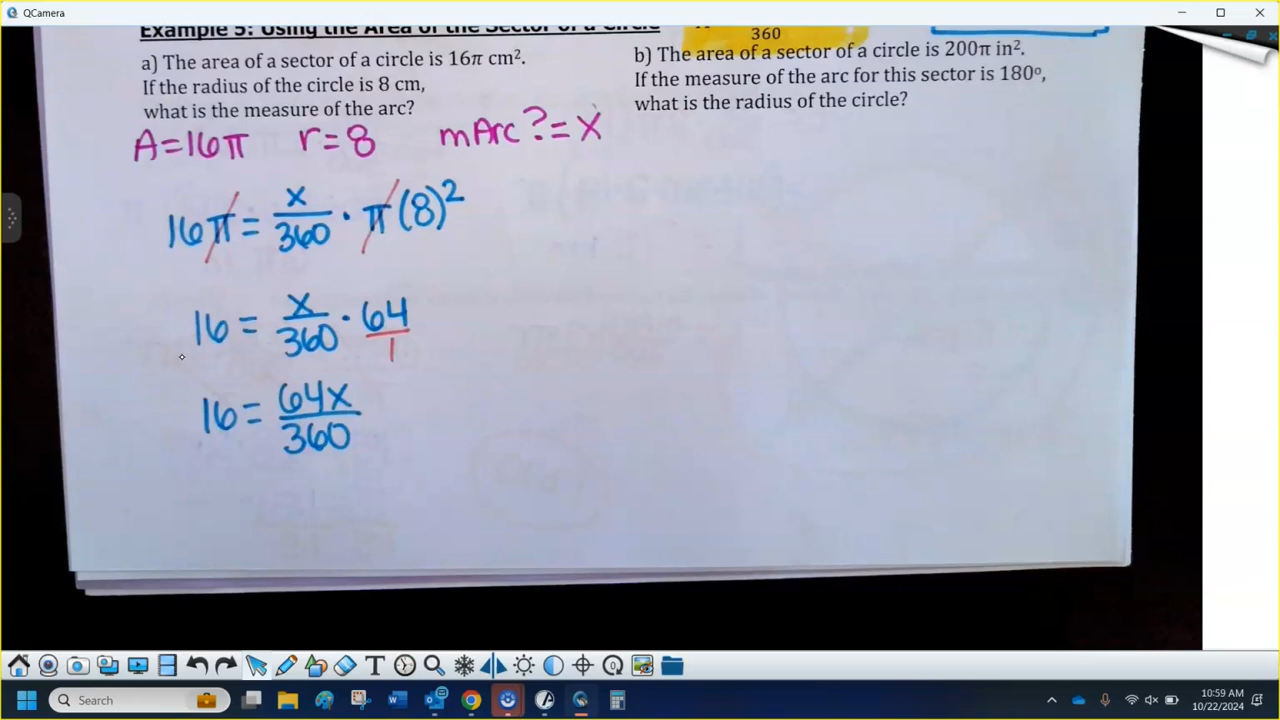 QCamera
Example 5: Using the Area of the Sector of a Circle
360
a) The area of a sector of a circle is 16π cm².
If the radius of the circle is 8 cm,
what is the measure of the arc?
b) The area of a sector of a circle is 200π in².
If the measure of the arc for this sector is 180°,
what is the radius of the circle?
A=16π r=8 mArc?=x
16π = x/360 · π(8)²
16 = x/360 · 64/1
16 = 64x/360
Search
10:59 AM
10/22/2024